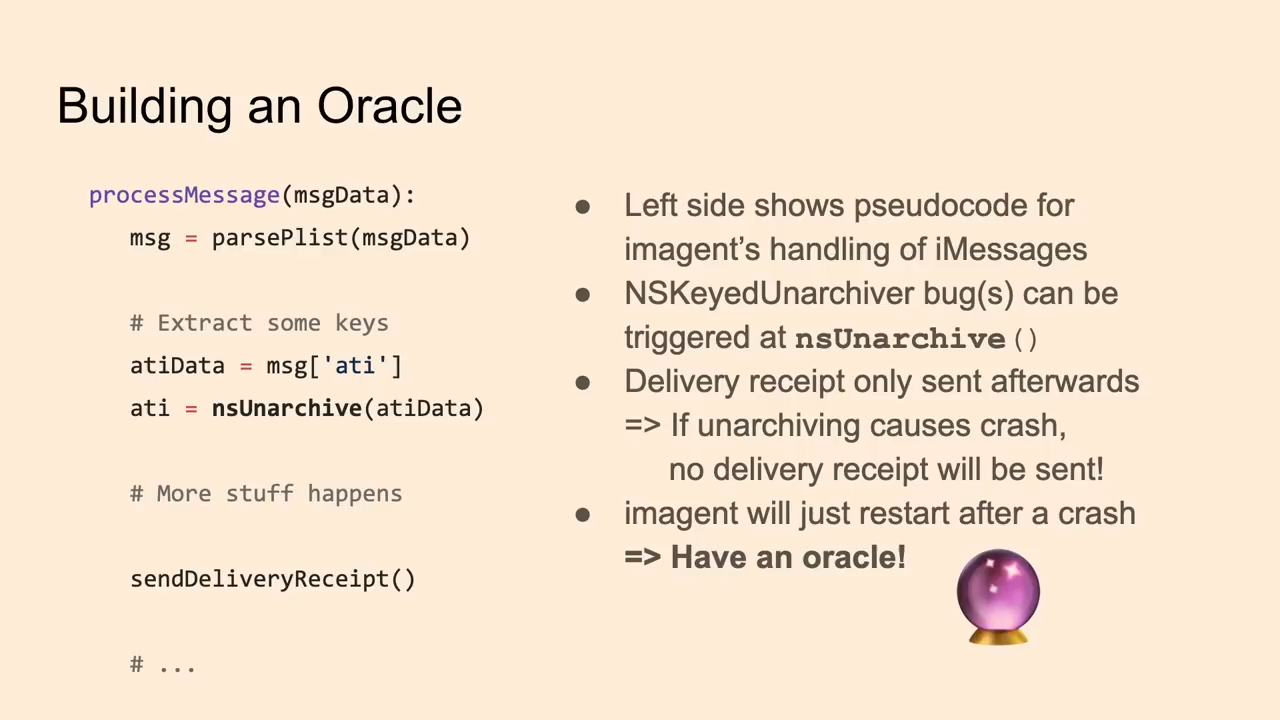 Building an Oracle
processMessage(msgData):
msg = parsePlist(msgData)
# Extract some keys
atiData = msg['ati']
ati = nsUnarchive(atiData)
# More stuff happens
sendDeliveryReceipt()
# ...
● Left side shows pseudocode for
imagent’s handling of iMessages
● NSKeyedUnarchiver bug(s) can be
triggered at nsUnarchive()
● Delivery receipt only sent afterwards
=> If unarchiving causes crash,
no delivery receipt will be sent!
● imagent will just restart after a crash
=> Have an oracle!